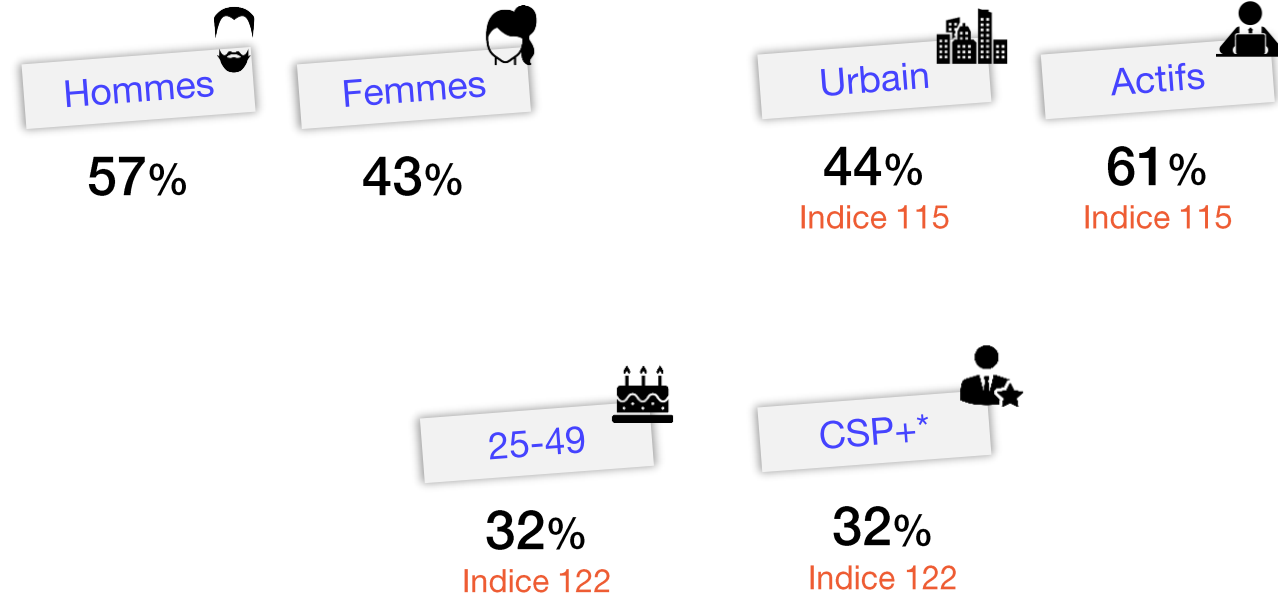 Hommes
57%
Femmes
43%
Urbain
44%
Indice 115
Actifs
61%
Indice 115
25-49
32%
Indice 122
CSP+*
32%
Indice 122